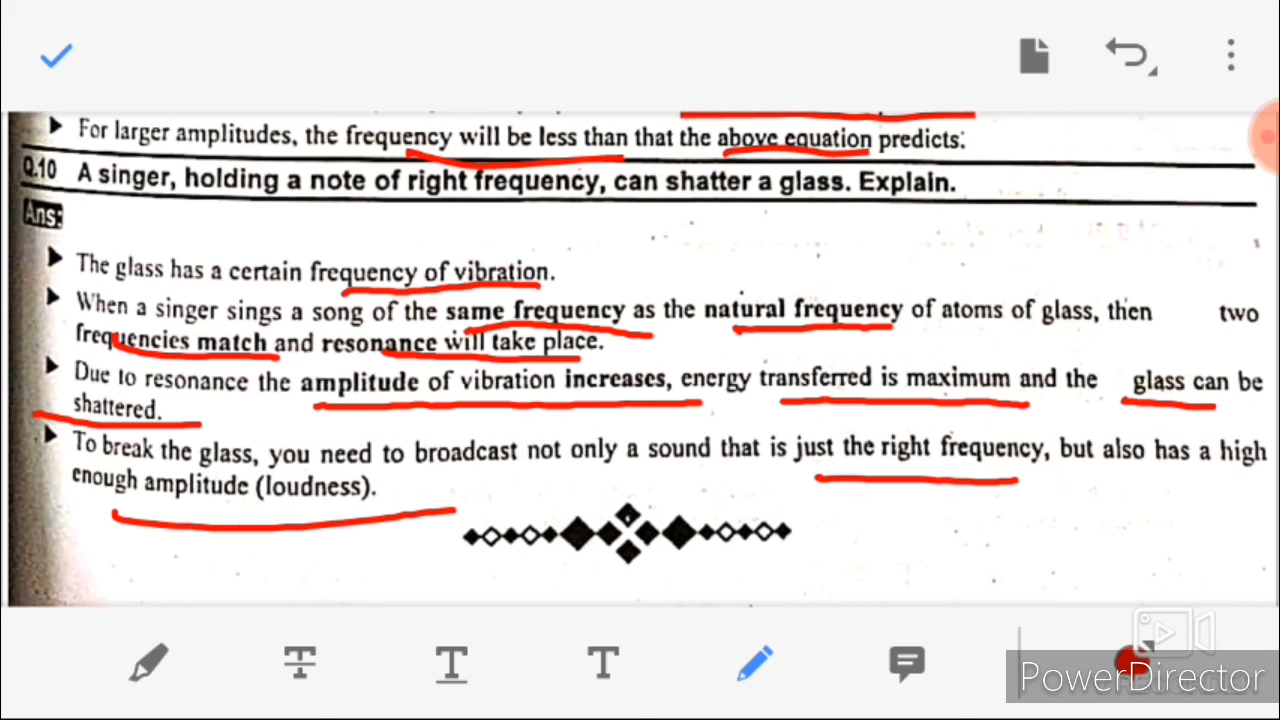 For larger amplitudes, the frequency will be less than that the above equation predicts.
Q.10 A singer, holding a note of right frequency, can shatter a glass. Explain.
Ans:
The glass has a certain frequency of vibration.
When a singer sings a song of the same frequency as the natural frequency of atoms of glass, then two
frequencies match and resonance will take place.
Due to resonance the amplitude of vibration increases, energy transferred is maximum and the glass can be
shattered.
To break the glass, you need to broadcast not only a sound that is just the right frequency, but also has a high
enough amplitude (loudness).
T T T
PowerDirector